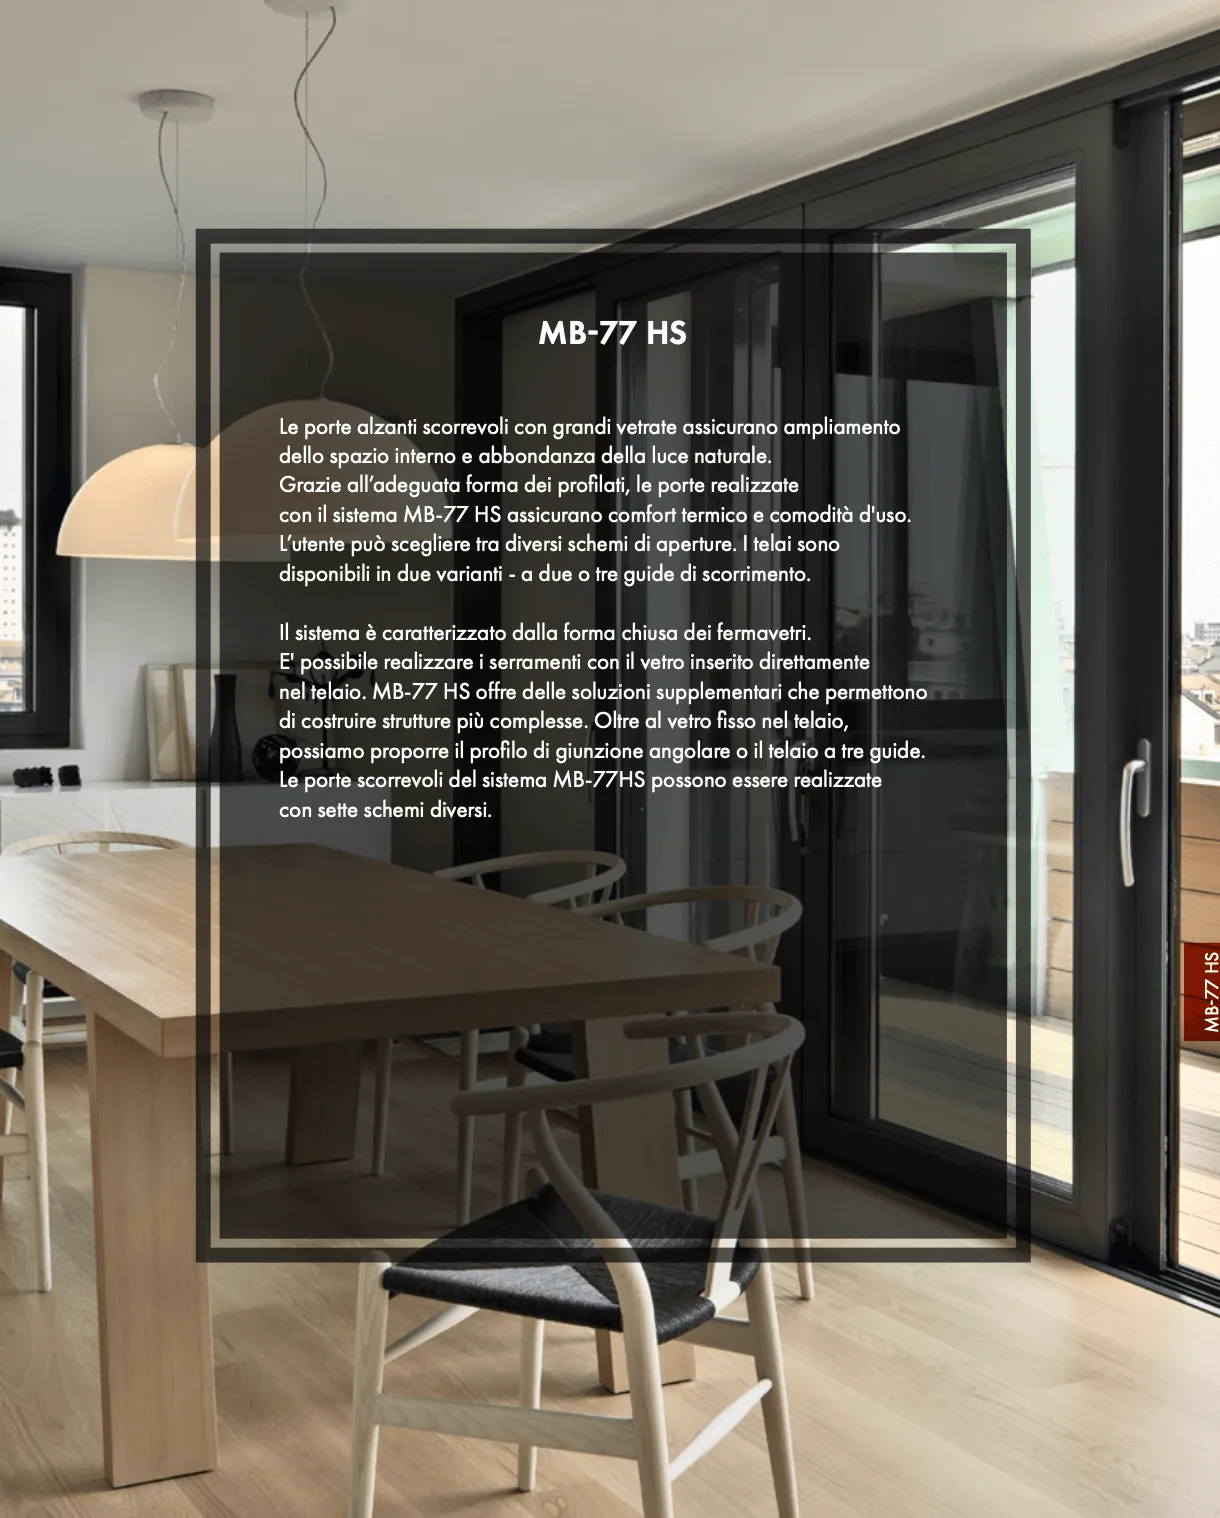 MB-77 HS
Le porte alzanti scorrevoli con grandi vetrate assicurano ampliamento
dello spazio interno e abbondanza della luce naturale.
Grazie all’adeguata forma dei profilati, le porte realizzate
con il sistema MB-77 HS assicurano comfort termico e comodità d'uso.
L’utente può scegliere tra diversi schemi di aperture. I telai sono
disponibili in due varianti - a due o tre guide di scorrimento.
Il sistema è caratterizzato dalla forma chiusa dei fermavetri.
E' possibile realizzare i serramenti con il vetro inserito direttamente
nel telaio. MB-77 HS offre delle soluzioni supplementari che permettono
di costruire strutture più complesse. Oltre al vetro fisso nel telaio,
possiamo proporre il profilo di giunzione angolare o il telaio a tre guide.
Le porte scorrevoli del sistema MB-77HS possono essere realizzate
con sette schemi diversi.
MB-77 HS